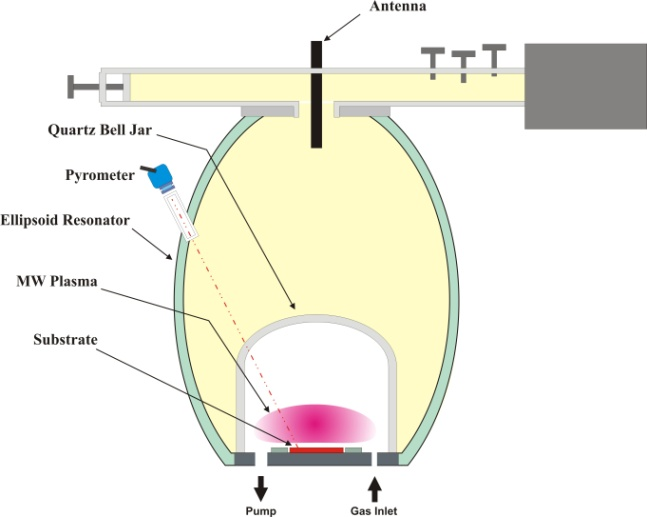 Antenna
Quartz Bell Jar
Pyrometer
Ellipsoid Resonator
MW Plasma
Substrate
Pump
Gas Inlet